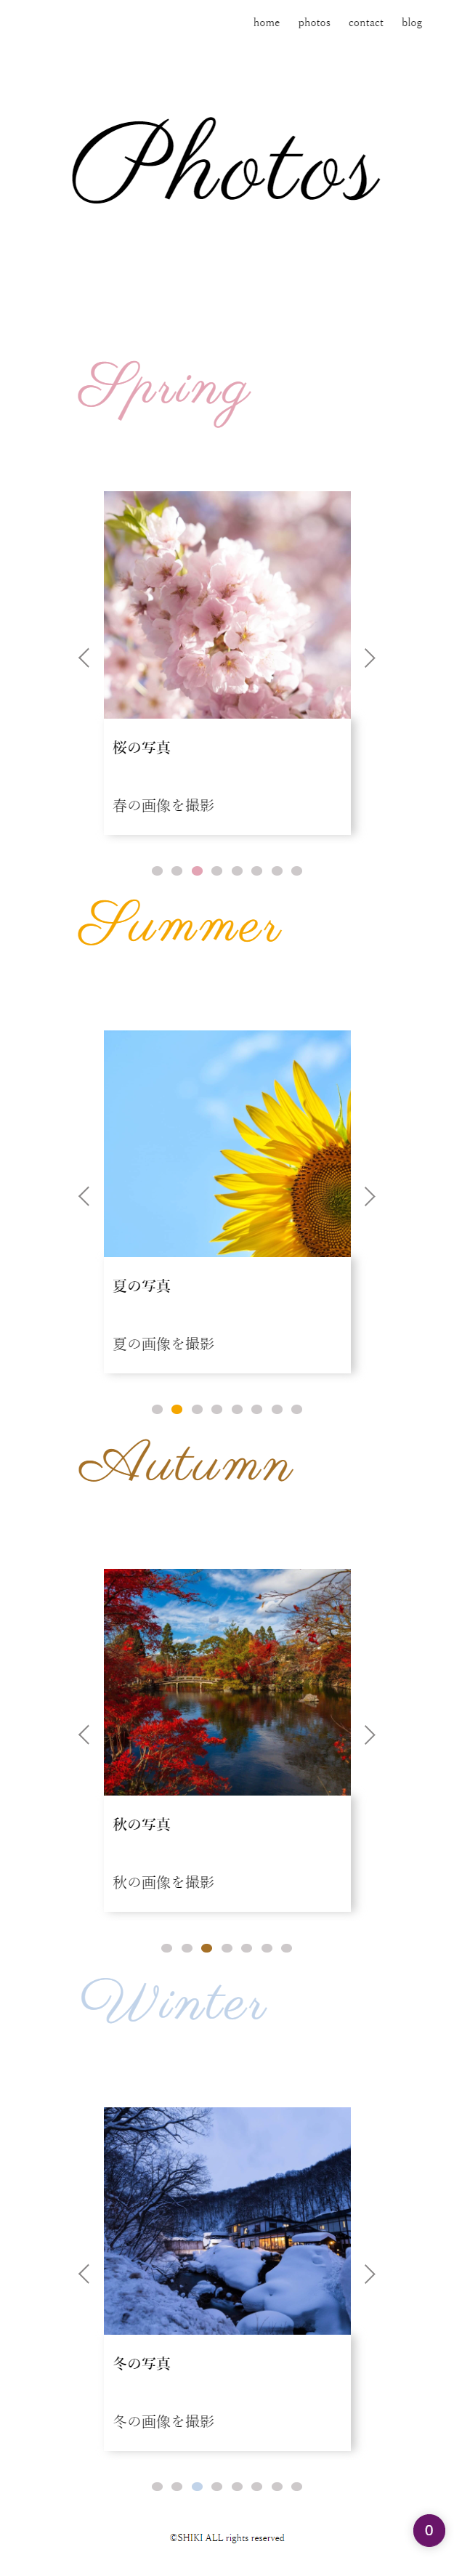 home photos contact blog
Photos
Spring
桜の写真
春の画像を撮影
Summer
夏の写真
夏の画像を撮影
Autumn
秋の写真
秋の画像を撮影
Winter
冬の写真
冬の画像を撮影
0
©SHIKI ALL rights reserved